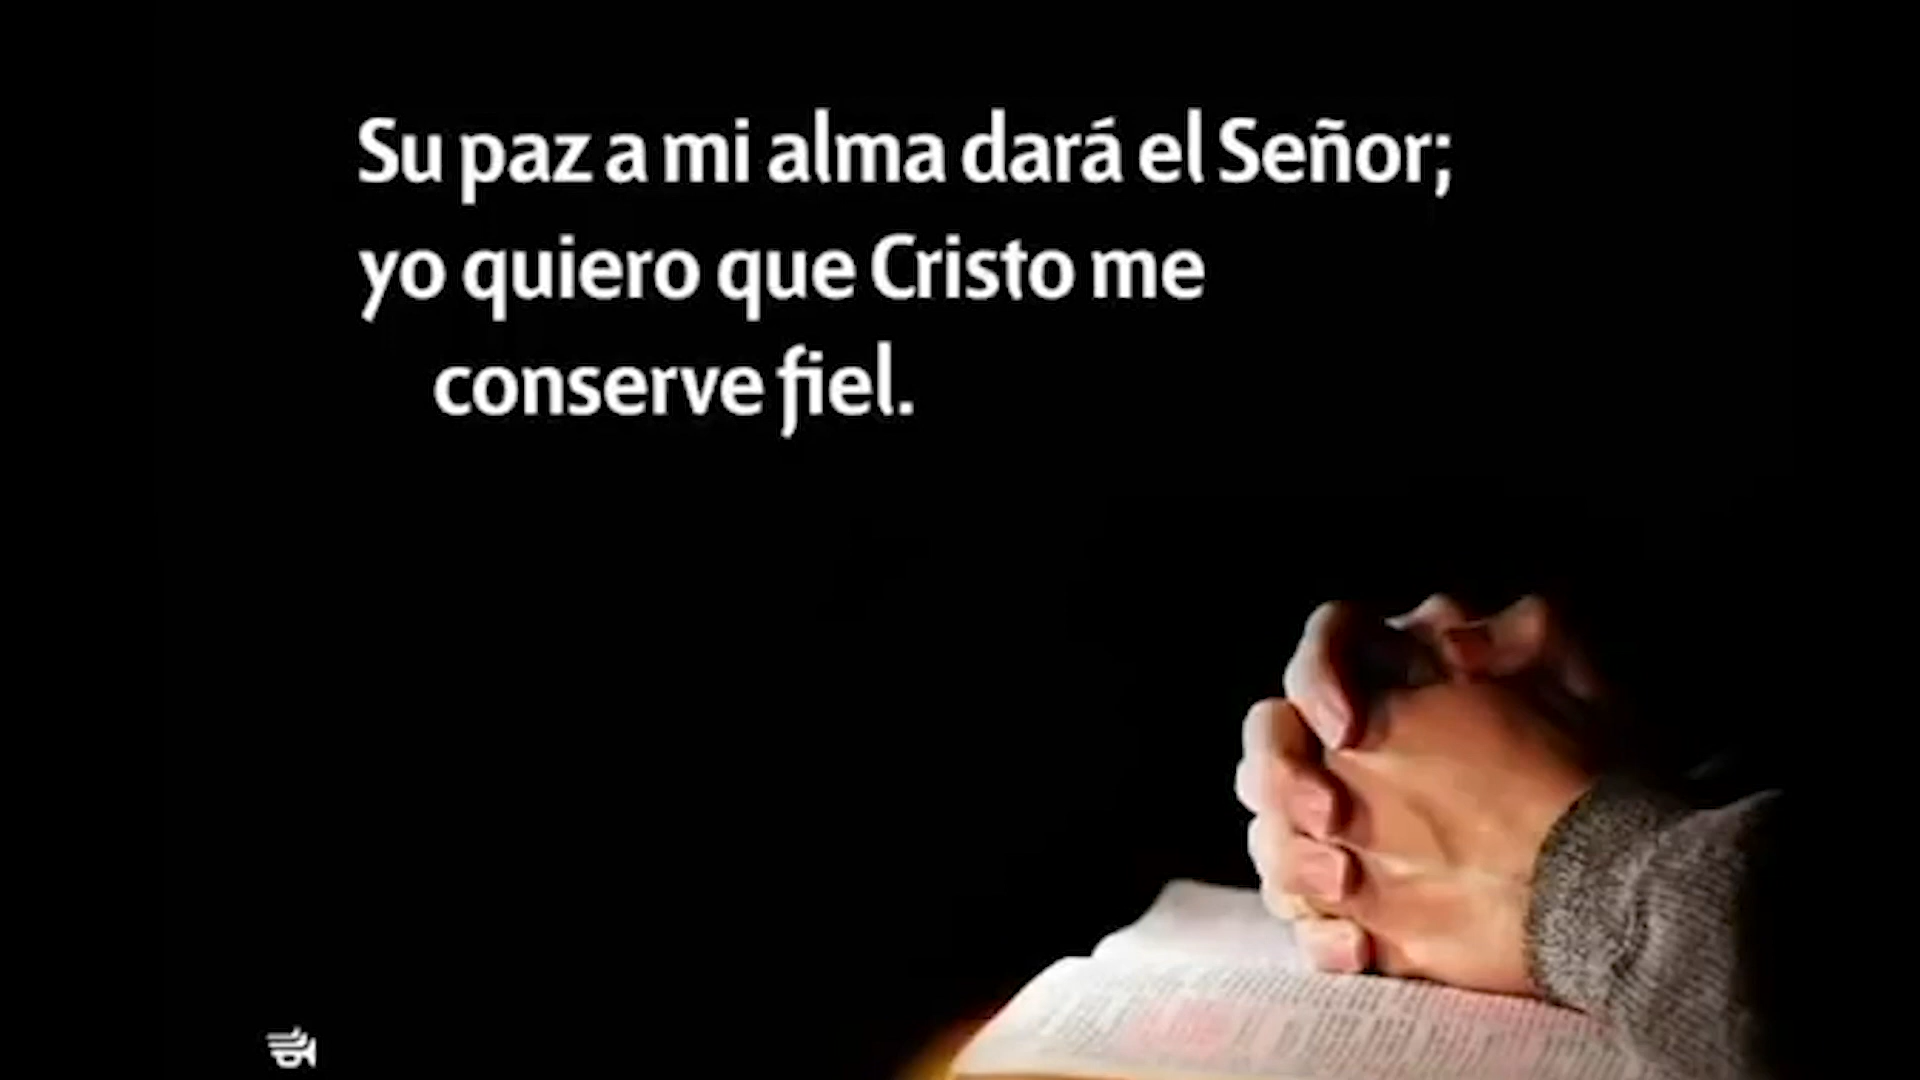 Su paz a mi alma dará el Señor;
yo quiero que Cristo me
conserve fiel.